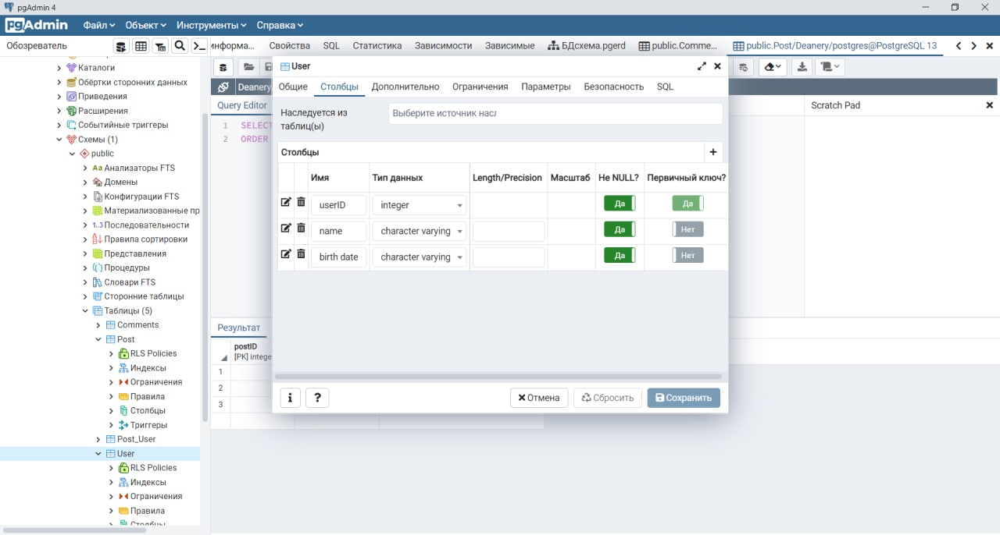 pgAdmin 4
pgAdmin Файл Объект Инструменты Справка
Обозреватель
информа... Свойства SQL Статистика Зависимости Зависимые БДсхема.pgerd public.Comme... public.Post/Deanery/postgres@PostgreSQL 13
Каталоги
Обёртки сторонних данных
Приведения
Расширения
Событийные триггеры
Схемы (1)
public
Анализаторы FTS
Домены
Конфигурации FTS
Материализованные пр
1..3 Последовательности
Правила сортировки
Представления
Процедуры
Словари FTS
Сторонние таблицы
Таблицы (5)
Comments
Post
RLS Policies
Индексы
Ограничения
Правила
Столбцы
Триггеры
Post_User
User
RLS Policies
Индексы
Ограничения
Правила
Столбцы
Deanery
Query Editor
1 SELECT
2 ORDER
Scratch Pad
Результат
postID
[PK] intege
1
2
3
User
Общие Столбцы Дополнительно Ограничения Параметры Безопасность SQL
Наследуется из
таблиц(ы)
Выберите источник насл
Столбцы
Имя Тип данных Length/Precision Масштаб Не NULL? Первичный ключ?
userID integer Да Да
name character varying Да Нет
birth date character varying Да Нет
i ? Отмена Сбросить Сохранить